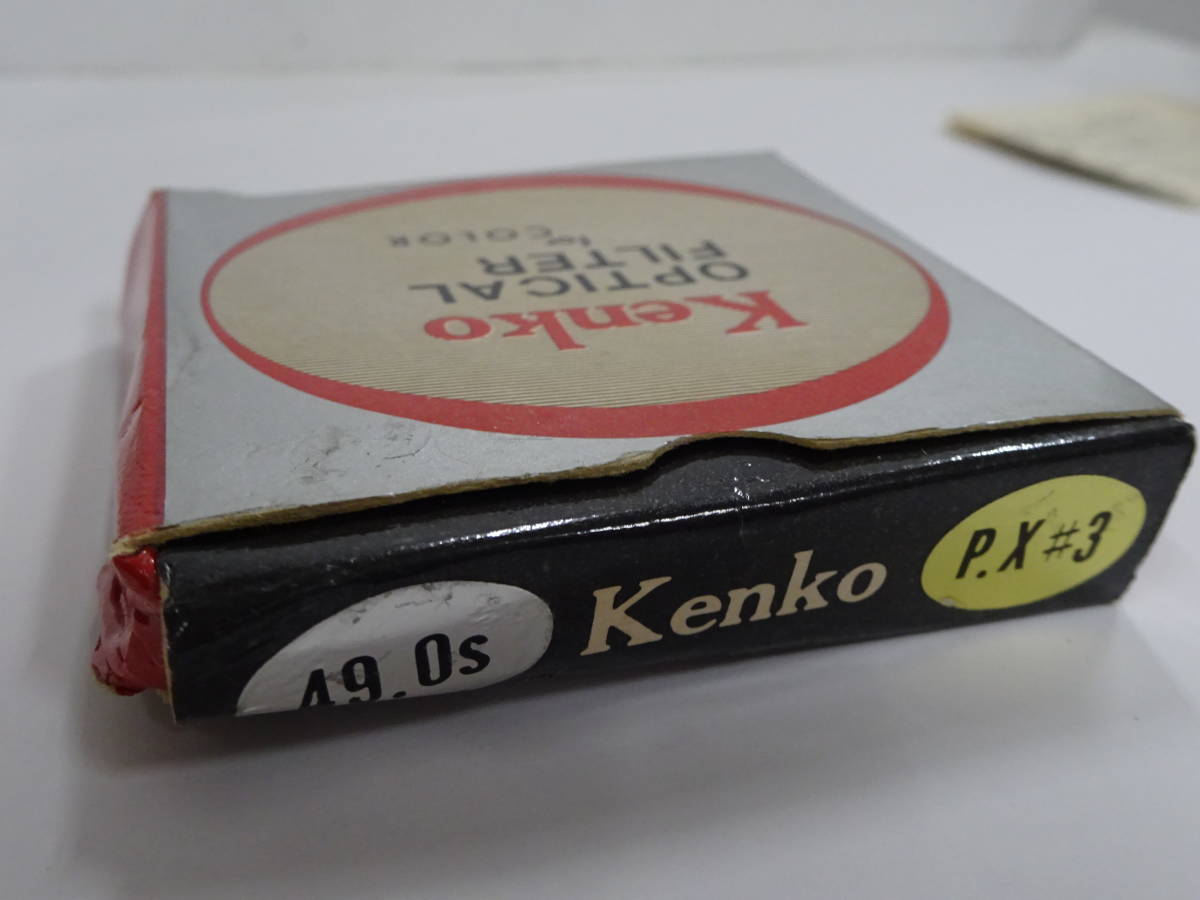 Kenko
OPTICAL
FILTER
for COLOR
49.0s
Kenko
P.X #3